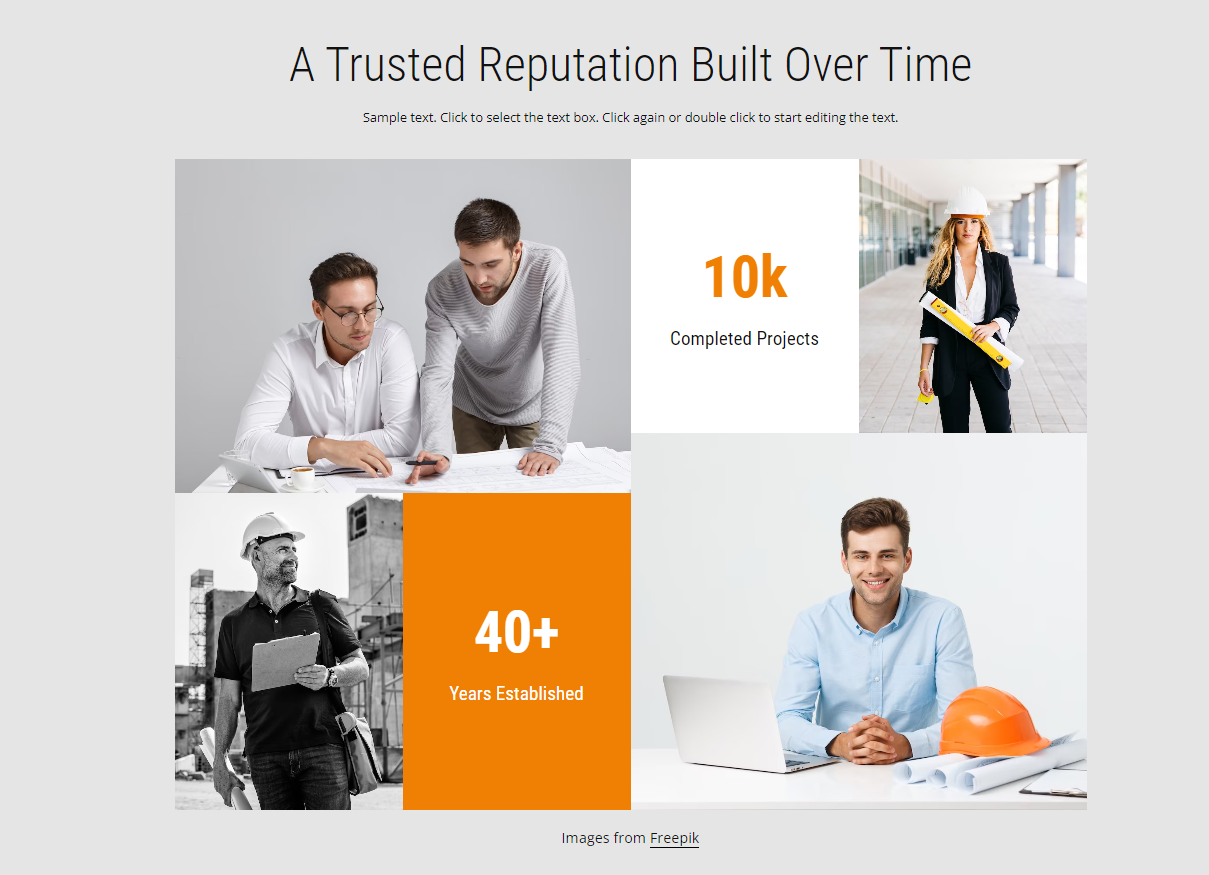 A Trusted Reputation Built Over Time
Sample text. Click to select the text box. Click again or double click to start editing the text.
10k
Completed Projects
40+
Years Established
Images from Freepik